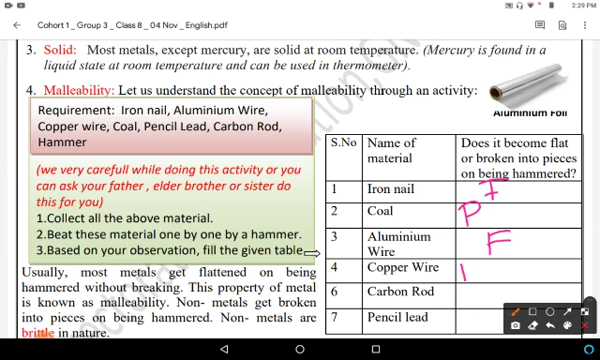 2:29 PM
Cohort 1 _ Group 3 _ Class 8 _ 04 Nov _ English.pdf
3. Solid: Most metals, except mercury, are solid at room temperature. (Mercury is found in a
liquid state at room temperature and can be used in thermometer).
4. Malleability: Let us understand the concept of malleability through an activity:
Aluminium Foil
Requirement: Iron nail, Aluminium Wire,
Copper wire, Coal, Pencil Lead, Carbon Rod,
Hammer
(we very carefull while doing this activity or you
can ask your father , elder brother or sister do
this for you)
1.Collect all the above material.
2.Beat these material one by one by a hammer.
3.Based on your observation, fill the given table
Usually, most metals get flattened on being
hammered without breaking. This property of metal
is known as malleability. Non- metals get broken
into pieces on being hammered. Non- metals are
brittle in nature.
S.No Name of material Does it become flat or broken into pieces on being hammered?
1 Iron nail F
2 Coal P
3 Aluminium Wire F
4 Copper Wire
6 Carbon Rod
7 Pencil lead